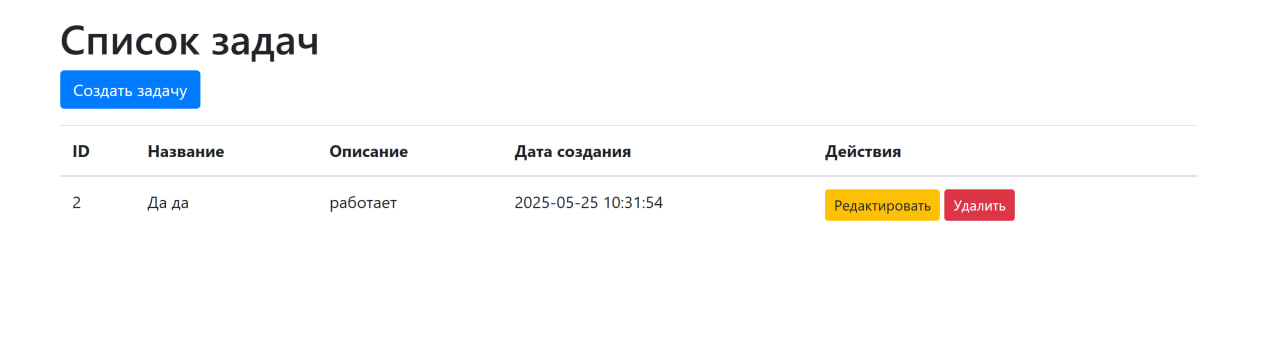 Список задач
Создать задачу
ID Название Описание Дата создания Действия
2 Да да работает 2025-05-25 10:31:54 Редактировать Удалить